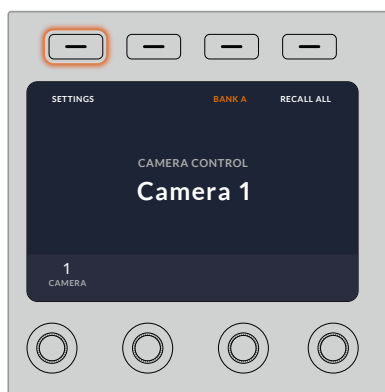 SETTINGS BANK A RECALL ALL
CAMERA CONTROL
Camera 1
1
CAMERA